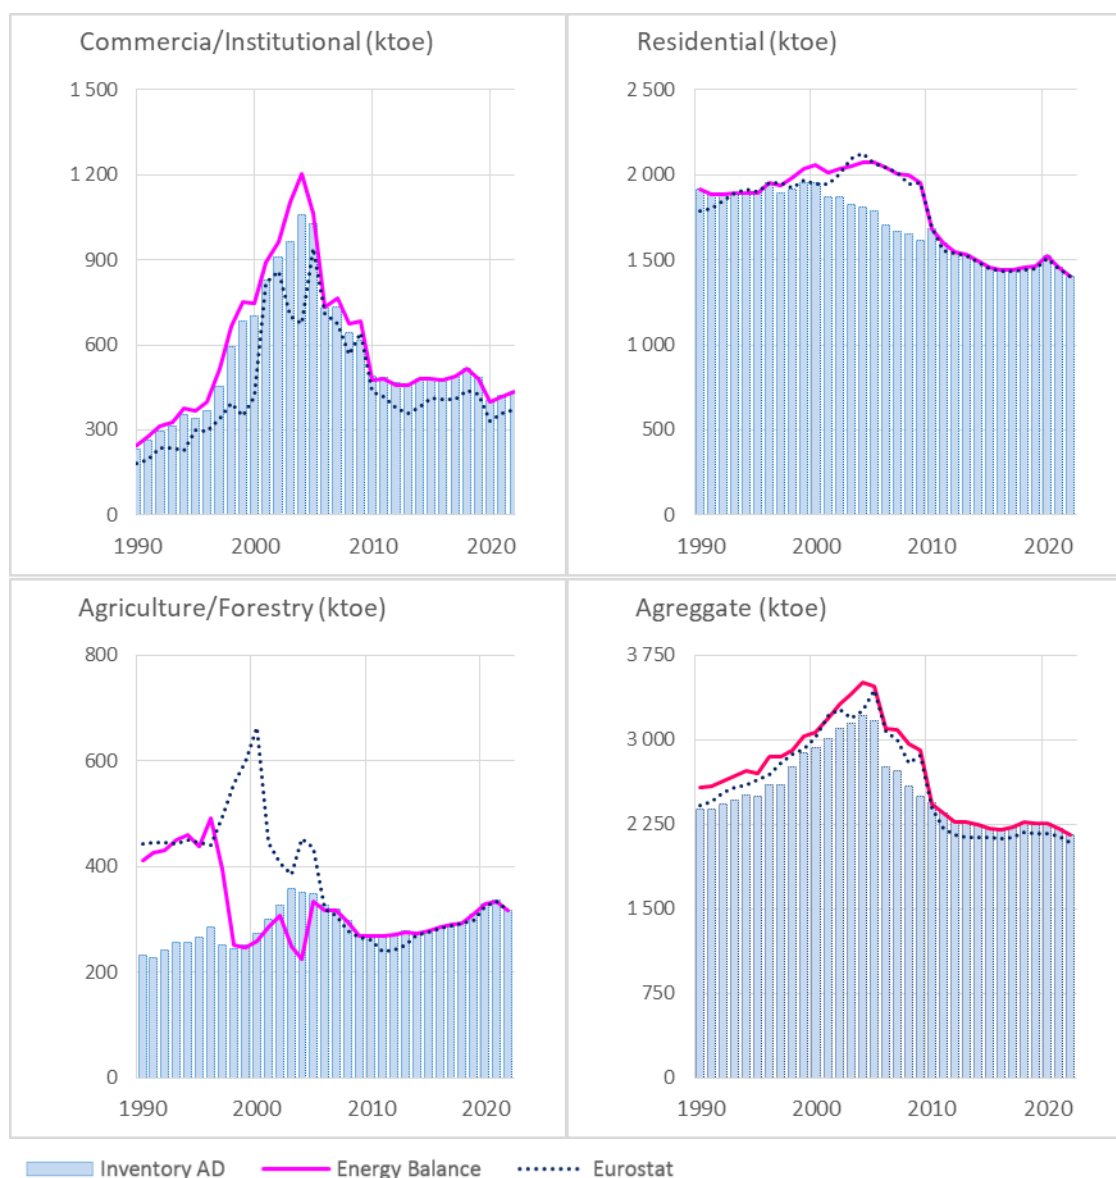 Commercia/Institutional (ktoe)
1 500
1 200
900
600
300
0
1990 2000 2010 2020
Residential (ktoe)
2 500
2 000
1 500
1 000
500
0
1990 2000 2010 2020
Agriculture/Forestry (ktoe)
800
600
400
200
0
1990 2000 2010 2020
Agreggate (ktoe)
3 750
3 000
2 250
1 500
750
0
1990 2000 2010 2020
Inventory AD Energy Balance Eurostat